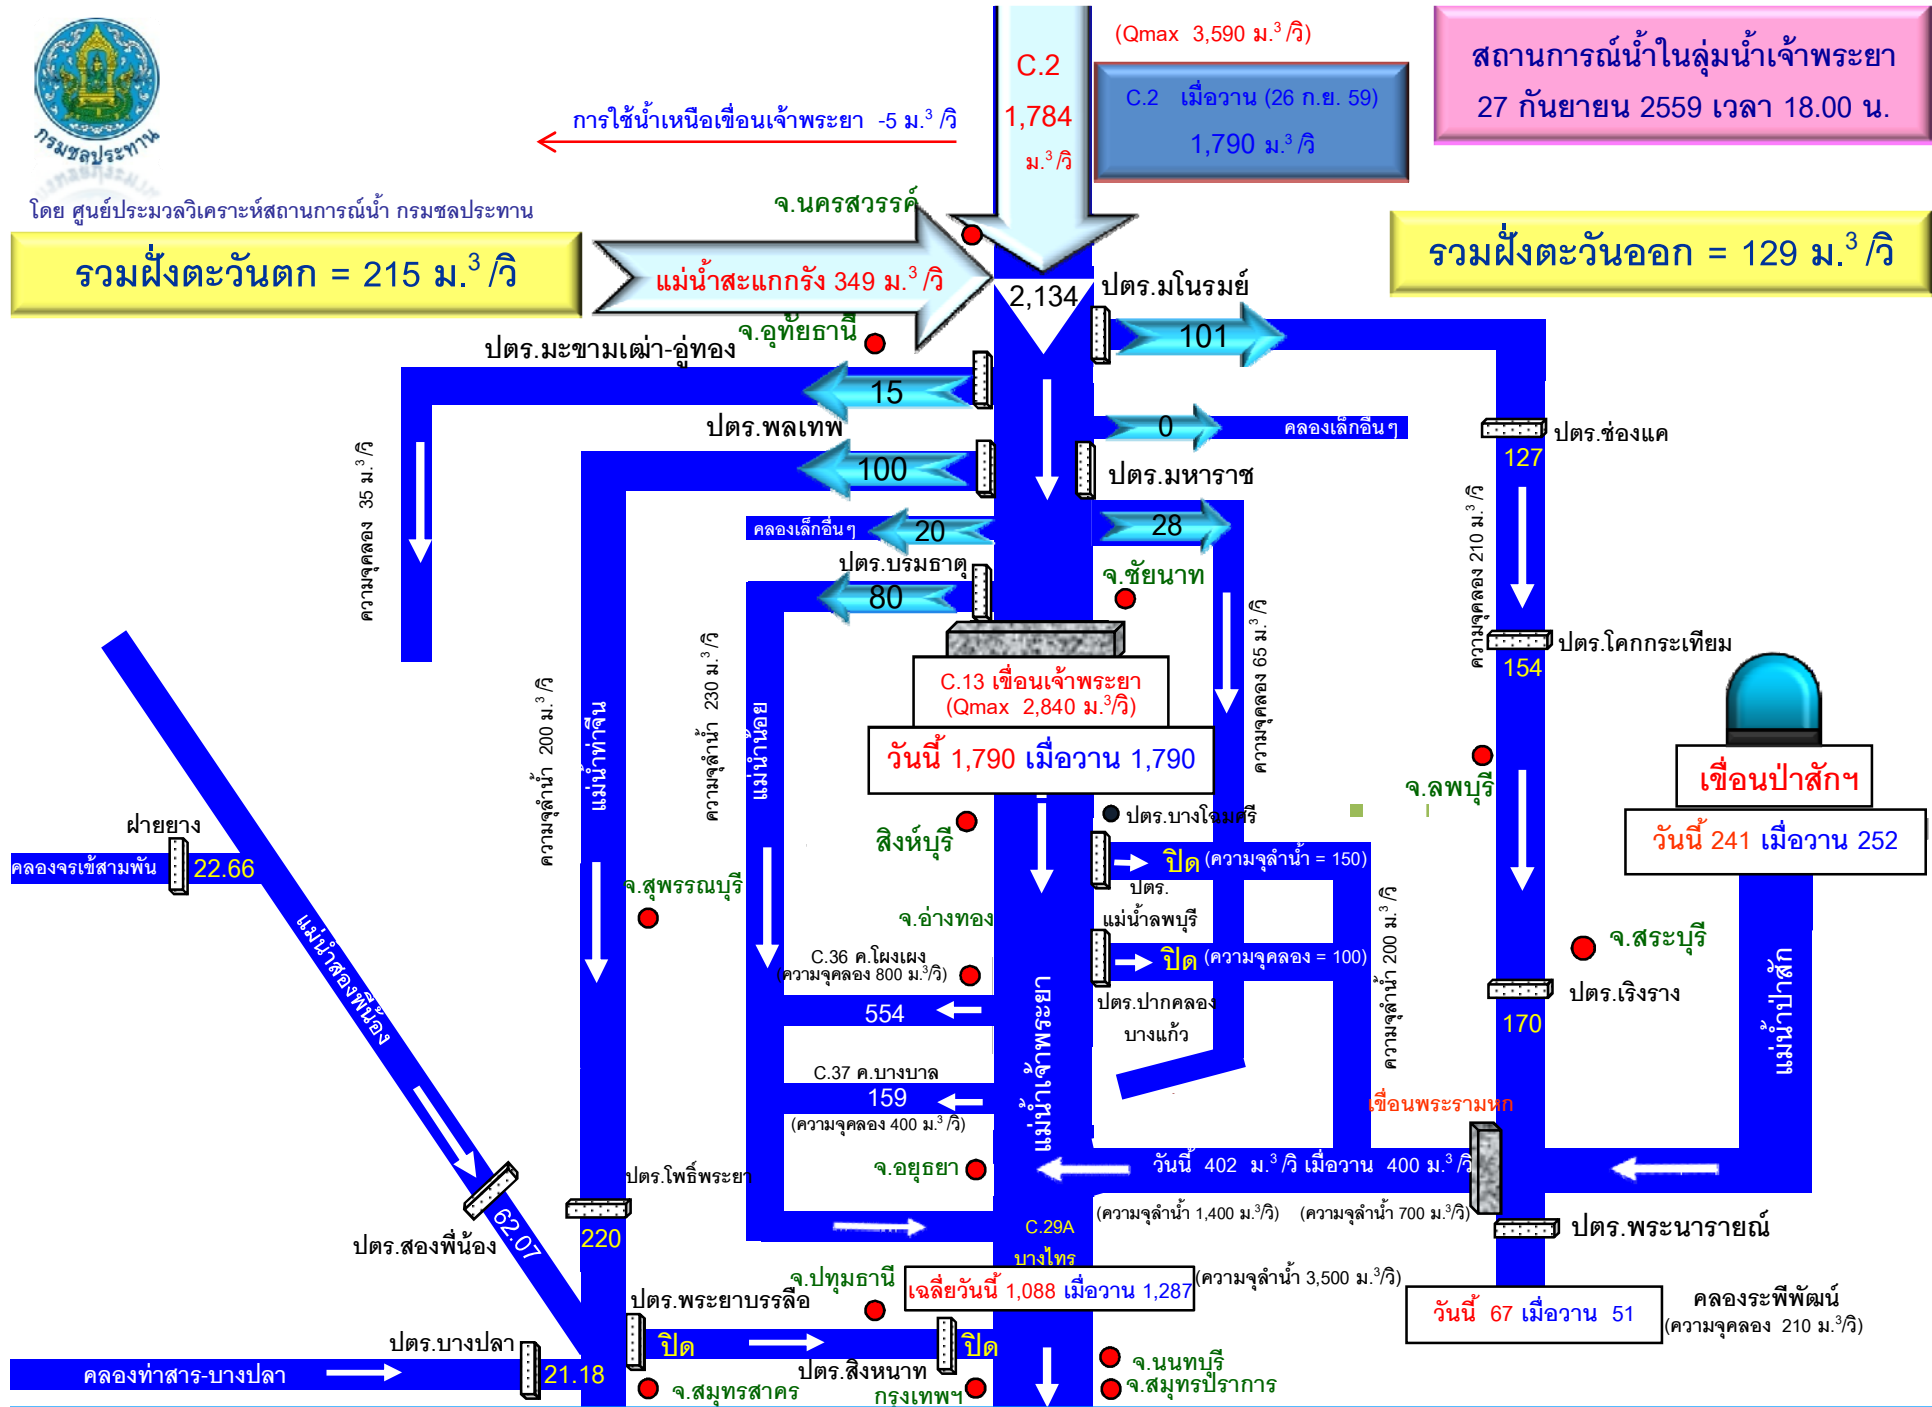 กรมชลประทาน
โดย ศูนย์ประมวลวิเคราะห์สถานการณ์น้ำ กรมชลประทาน
การใช้น้ำเหนือเขื่อนเจ้าพระยา -5 ม.³/วิ
C.2
1,784
ม.³/วิ
(Qmax 3,590 ม.³/วิ)
C.2 เมื่อวาน (26 ก.ย. 59)
1,790 ม.³/วิ
สถานการณ์น้ำในลุ่มน้ำเจ้าพระยา
27 กันยายน 2559 เวลา 18.00 น.
รวมฝั่งตะวันตก = 215 ม.³/วิ
รวมฝั่งตะวันออก = 129 ม.³/วิ
จ.นครสวรรค์
แม่น้ำสะแกกรัง 349 ม.³/วิ
2,134
ปตร.มโนรมย์
101
จ.อุทัยธานี
ปตร.มะขามเฒ่า-อู่ทอง
15
ปตร.พลเทพ
100
0
คลองเล็กอื่นๆ
ปตร.ช่องแค
127
ปตร.มหาราช
28
คลองเล็กอื่นๆ
20
ปตร.บรมธาตุ
80
จ.ชัยนาท
ความจุคลอง 35 ม.³/วิ
ความจุลำน้ำ 200 ม.³/วิ
แม่น้ำท่าจีน
ความจุลำน้ำ 230 ม.³/วิ
แม่น้ำน้อย
ความจุคลอง 65 ม.³/วิ
ความจุคลอง 210 ม.³/วิ
ปตร.โคกกระเทียม
154
C.13 เขื่อนเจ้าพระยา
(Qmax 2,840 ม.³/วิ)
วันนี้ 1,790 เมื่อวาน 1,790
จ.ลพบุรี
เขื่อนป่าสักฯ
วันนี้ 241 เมื่อวาน 252
สิงห์บุรี
ปตร.บางโฉมศรี
ปิด (ความจุลำน้ำ = 150)
ปตร.
แม่น้ำลพบุรี
ฝายยาง
คลองจรเข้สามพัน
22.66
จ.สุพรรณบุรี
จ.อ่างทอง
ปิด (ความจุคลอง = 100)
ปตร.ปากคลอง
บางแก้ว
ความจุลำน้ำ 200 ม.³/วิ
จ.สระบุรี
แม่น้ำป่าสัก
ปตร.เริงราง
170
แม่น้ำสองพี่น้อง
C.36 ค.โผงเผง
(ความจุคลอง 800 ม.³/วิ)
554
แม่น้ำเจ้าพระยา
C.37 ค.บางบาล
159
(ความจุคลอง 400 ม.³/วิ)
เขื่อนพระรามหก
จ.อยุธยา
วันนี้ 402 ม.³/วิ เมื่อวาน 400 ม.³/วิ
(ความจุลำน้ำ 1,400 ม.³/วิ)
(ความจุลำน้ำ 700 ม.³/วิ)
ปตร.โพธิ์พระยา
220
ปตร.สองพี่น้อง
62.07
C.29A
บางไทร
ปตร.พระนารายณ์
เฉลี่ยวันนี้ 1,088 เมื่อวาน 1,287
(ความจุลำน้ำ 3,500 ม.³/วิ)
จ.ปทุมธานี
วันนี้ 67 เมื่อวาน 51
คลองระพีพัฒน์
(ความจุคลอง 210 ม.³/วิ)
ปตร.พระยาบรรลือ
ปิด
ปิด
ปตร.สิงหนาท
ปตร.บางปลา
คลองท่าสาร-บางปลา
21.18
จ.สมุทรสาคร
กรุงเทพฯ
จ.นนทบุรี
จ.สมุทรปราการ